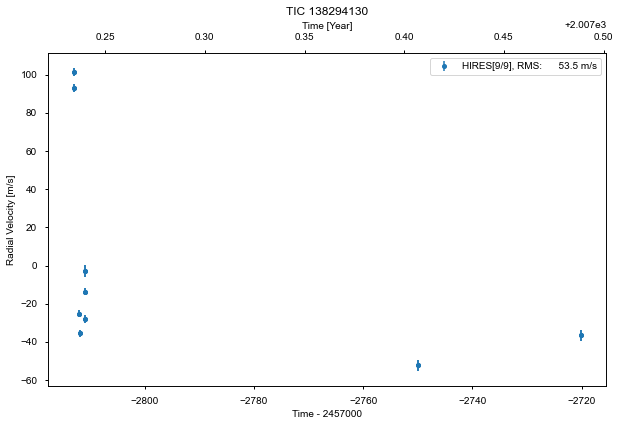 TIC 138294130
Time [Year]
+2.007e3
0.25 0.30 0.35 0.40 0.45 0.50
HIRES[9/9], RMS: 53.5 m/s
100
80
60
40
20
0
−20
−40
−60
Radial Velocity [m/s]
−2800 −2780 −2760 −2740 −2720
Time - 2457000